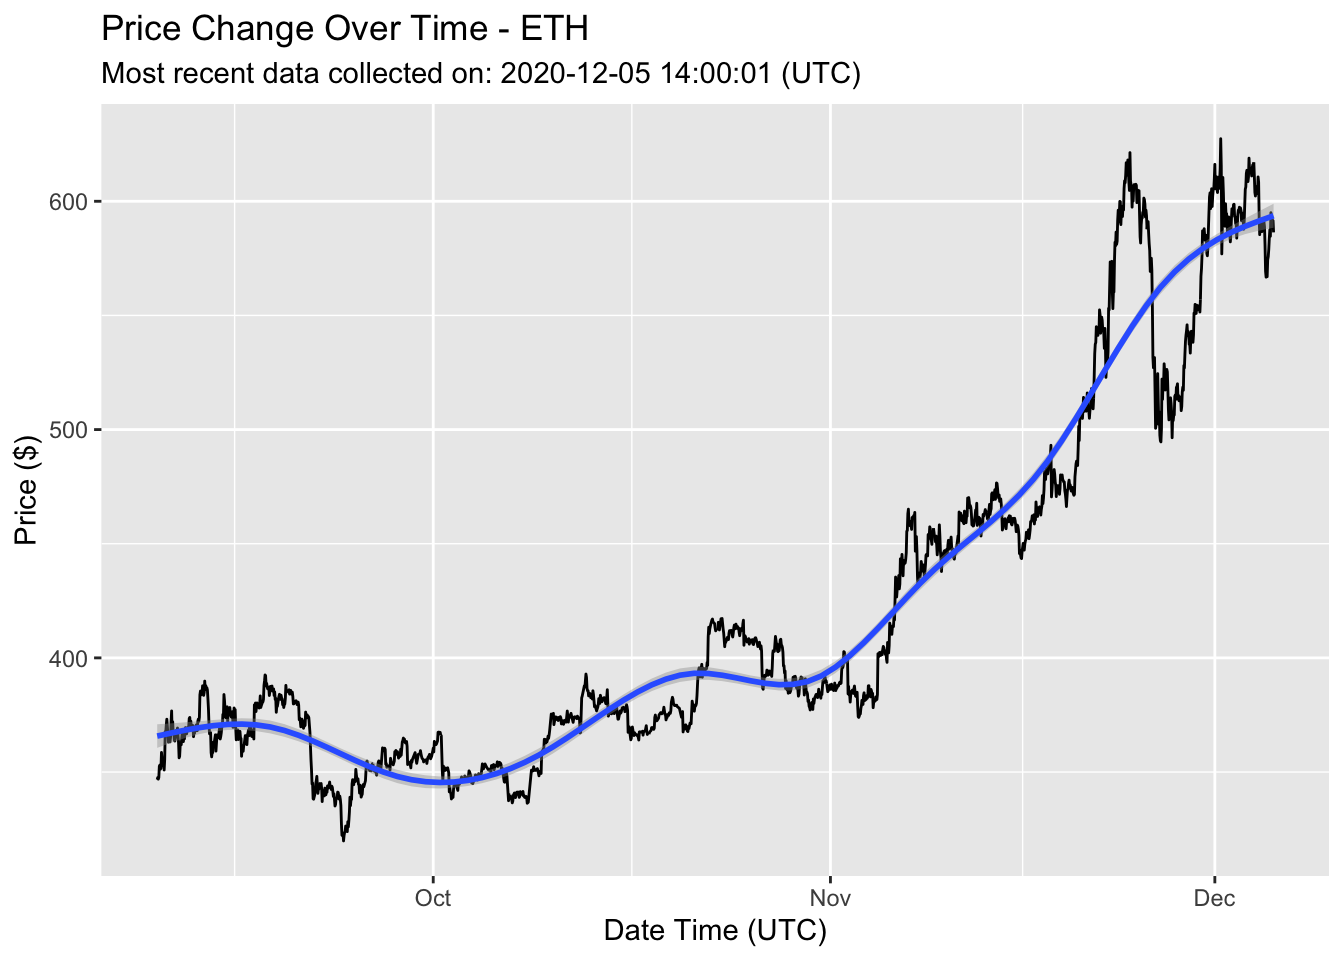 Price Change Over Time - ETH
Most recent data collected on: 2020-12-05 14:00:01 (UTC)
Price ($)
600
500
400
Oct
Nov
Dec
Date Time (UTC)